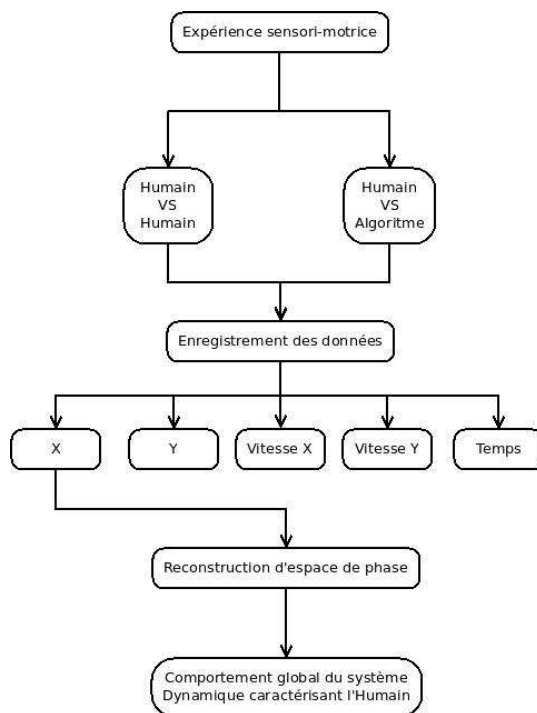 Expérience sensori-motrice
Humain
VS
Humain
Humain
VS
Algoritme
Enregistrement des données
X
Y
Vitesse X
Vitesse Y
Temps
Reconstruction d'espace de phase
Comportement global du système
Dynamique caractérisant l'Humain